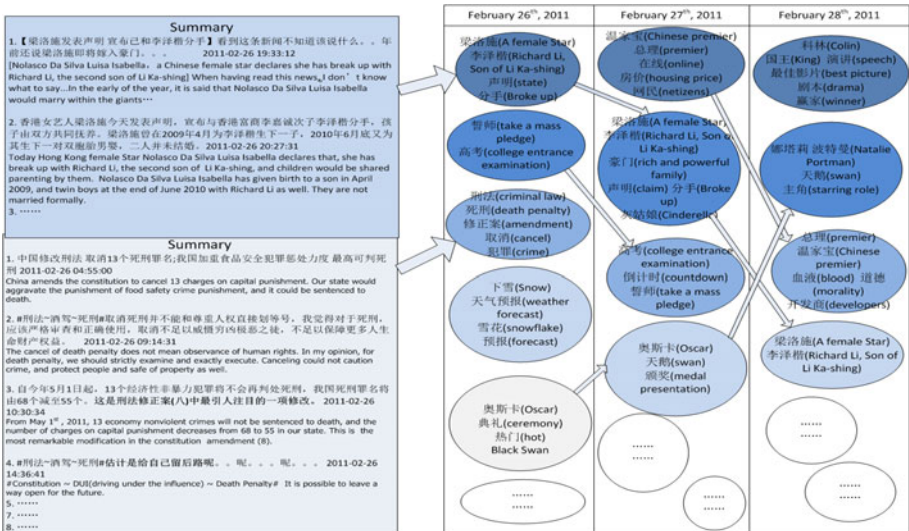 Summary
1.【梁洛施发表声明 宣布已和李泽楷分手】看到这条新闻不知道该说什么。。年
前还说梁洛施即将嫁入豪门。。。 2011-02-26 19:33:12
[Nolasco Da Silva Luisa Isabella, a Chinese female star declares she has break up with
Richard Li, the second son of Li Ka-shing] When having read this news, I don't know
what to say...In the early of the year, it is said that Nolasco Da Silva Luisa Isabella
would marry within the giants…
2. 香港女艺人梁洛施今天发表声明，宣布与香港富商李嘉诚次子李泽楷分手，孩
子由双方共同抚养。梁洛施曾在2009年4月为李泽楷生下一子，2010年6月底又为
其生下一对双胞胎男婴，二人并未结婚。 2011-02-26 20:27:31
Today Hong Kong female Star Nolasco Da Silva Luisa Isabella declares that, she has
break up with Richard Li, the second son of Li Ka-shing, and children would be shared
parenting by them. Nolasco Da Silva Luisa Isabella has given birth to a son in April
2009, and twin boys at the end of June 2010 with Richard Li as well. They are not
married formally.
3. ……
Summary
1. 中国修改刑法 取消13个死刑罪名;我国加重食品安全犯罪惩处力度 最高可判死
刑 2011-02-26 04:55:00
China amends the constitution to cancel 13 charges on capital punishment. Our state would
aggravate the punishment of food safety crime punishment, and it could be sentenced to
death.
2. #刑法~酒驾~死刑#取消死刑并不能和尊重人权直接划等号，我觉得对于死刑，
应该严格审查和正确使用，取消不足以威慑穷凶极恶之徒，不足以保障更多人生
命财产权益。 2011-02-26 09:14:31
The cancel of death penalty does not mean observance of human rights. In my opinion, for
death penalty, we should strictly examine and exactly execute. Canceling could not caution
crime, and protect people and safe of property as well.
3. 自今年5月1日起，13个经济性非暴力犯罪将不会再判处死刑，我国死刑罪名将
由68个减至55个。这是刑法修正案(八)中最引人注目的一项修改。 2011-02-26
10:30:34
From May 1st, 2011, 13 economy nonviolent crimes will not be sentenced to death, and the
number of charges on capital punishment decreases from 68 to 55 in our state. This is the
most remarkable modification in the constitution amendment (8).
4. #刑法~酒驾~死刑#估计是给自己留后路呢。。呢。。。呢。。。 2011-02-26
14:36:41
#Constitution ~ DUI(driving under the influence) ~ Death Penalty# It is possible to leave a
way open for the future.
5. ……
7. ……
8. ……
February 26th, 2011
梁洛施(A female Star)
李泽楷(Richard Li,
Son of Li Ka-shing)
声明(state)
分手(Broke up)
誓师(take a mass
pledge)
高考(college entrance
examination)
刑法(criminal law)
死刑(death penalty)
修正案(amendment)
取消(cancel)
犯罪(crime)
下雪(Snow)
天气预报(weather
forecast)
雪花(snowflake)
预报(forecast)
奥斯卡(Oscar)
典礼(ceremony)
热门(hot)
Black Swan
……
……
February 27th, 2011
温家宝(Chinese premier)
总理(premier)
在线(online)
房价(housing price)
网民(netizens)
梁洛施(A female Star)
李泽楷(Richard Li, Son of
Li Ka-shing)
豪门(rich and powerful
family)
声明(claim) 分手(Broke
up)
灰姑娘(Cinderella)
高考(college entrance
examination)
倒计时(countdown)
誓师(take a mass
pledge)
奥斯卡(Oscar)
天鹅(swan)
颁奖(medal
presentation)
……
……
……
……
February 28th, 2011
科林(Colin)
国王(King) 演讲(speech)
最佳影片(best picture)
剧本(drama)
赢家(winner)
娜塔莉 波特曼(Natalie
Portman)
天鹅(swan)
主角(starring role)
总理(premier)
温家宝(Chinese
premier)
血液(blood) 道德
(morality)
开发商(developers)
梁洛施(A female Star)
李泽楷(Richard Li, Son of
Li Ka-shing)
……
……
……
……